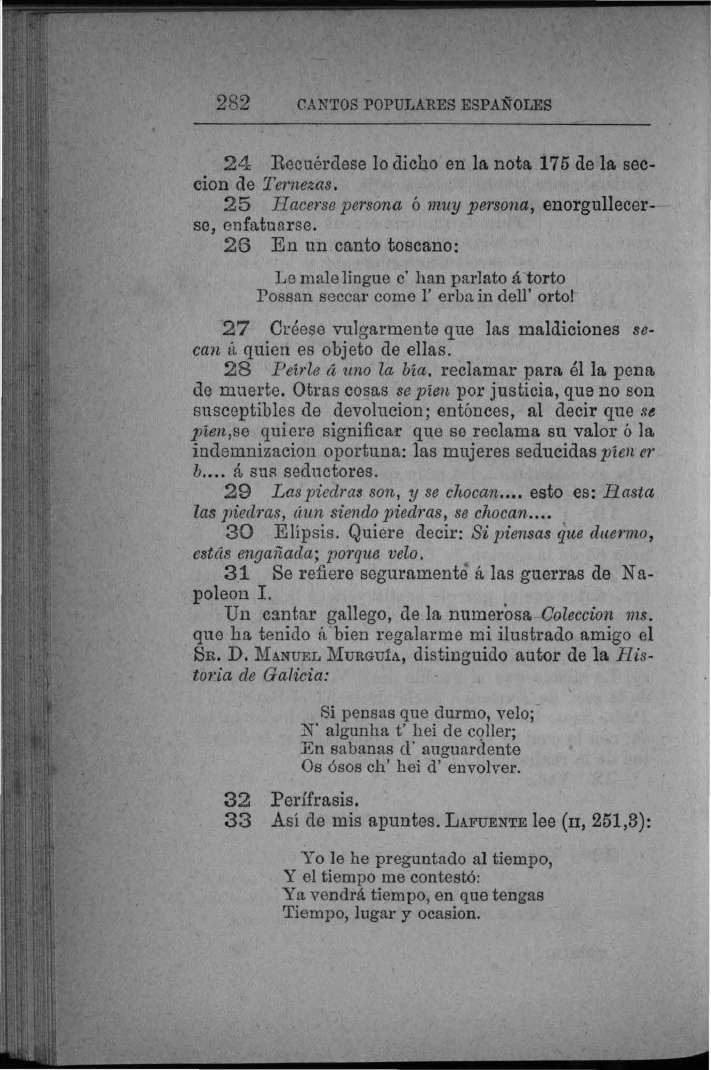 282 CANTOS POPULARES ESPAÑOLES
24 Recuérdese lo dicho en la nota 175 de la sec-
cion de Ternezas.
25 Hacerse persona ó muy persona, enorgullecer-
se, enfatuarse.
26 En un canto toscano:
Le male lingue c' han parlato á torto
Possan seccar come l' erba in dell' orto!
27 Créese vulgarmente que las maldiciones se-
can á quien es objeto de ellas.
28 Peirle á uno la bia, reclamar para él la pena
de muerte. Otras cosas se pien por justicia, que no son
susceptibles de devolucion; entónces, al decir que se
pien, se quiere significar que se reclama su valor ó la
indemnizacion oportuna: las mujeres seducidas pien er
b.... á sus seductores.
29 Las piedras son, y se chocan.... esto es: Hasta
las piedras, áun siendo piedras, se chocan....
30 Elípsis. Quiere decir: Si piensas que duermo,
estás engañada; porque velo.
31 Se refiere seguramente á las guerras de Na-
poleon I.
Un cantar gallego, de la numerosa Coleccion ms.
que ha tenido á bien regalarme mi ilustrado amigo el
SR. D. MANUEL MURGUÍA, distinguido autor de la His-
toria de Galicia:
Si pensas que durmo, velo;
N' algunha t' hei de coller;
En sabanas d' auguardente
Os ósos ch' hei d' envolver.
32 Perífrasis.
33 Así de mis apuntes. LAFUENTE lee (II, 251,3):
Yo le he preguntado al tiempo,
Y el tiempo me contestó:
Ya vendrá tiempo, en que tengas
Tiempo, lugar y ocasion.